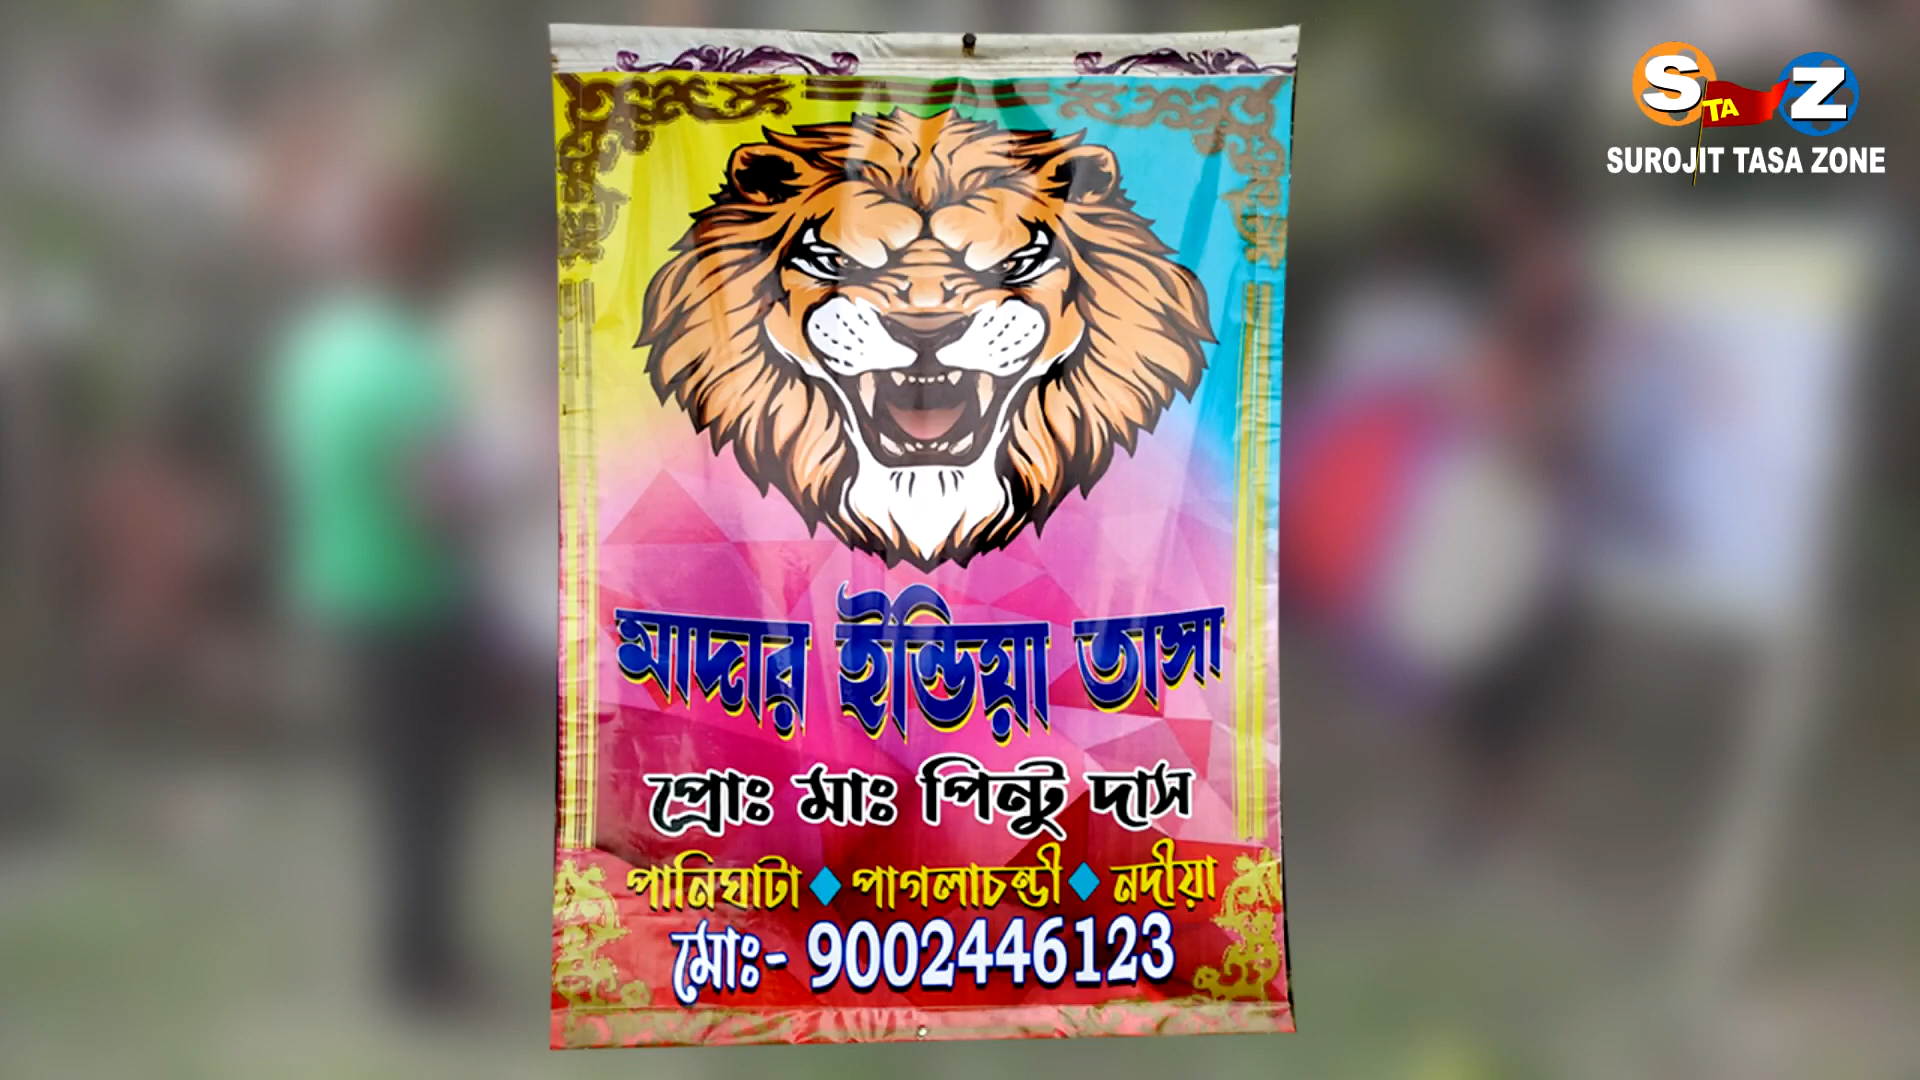 S TA Z
SUROJIT TASA ZONE
মাদার ইন্ডিয়া তাসা
প্রোঃ মাঃ পিন্টু দাস
পানিঘাটা ♦ পাগলাচন্ডী ♦ নদীয়া
মোঃ- 9002446123